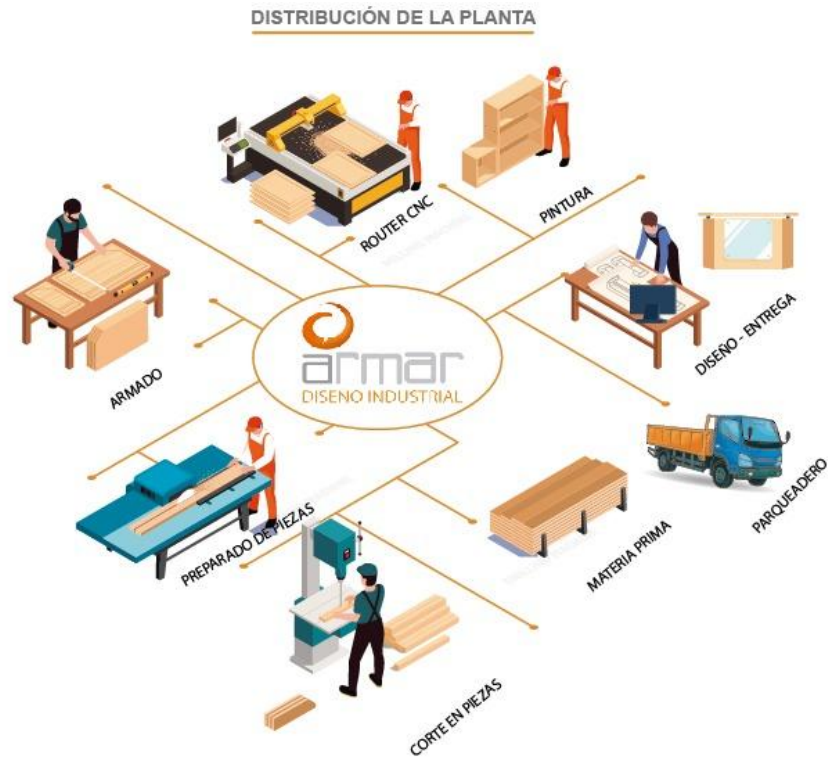 DISTRIBUCIÓN DE LA PLANTA
ROUTER CNC
PINTURA
DISEÑO - ENTREGA
ARMADO
armar
DISENO INDUSTRIAL
PARQUEADERO
PREPARADO DE PIEZAS
MATERIA PRIMA
CORTE EN PIEZAS